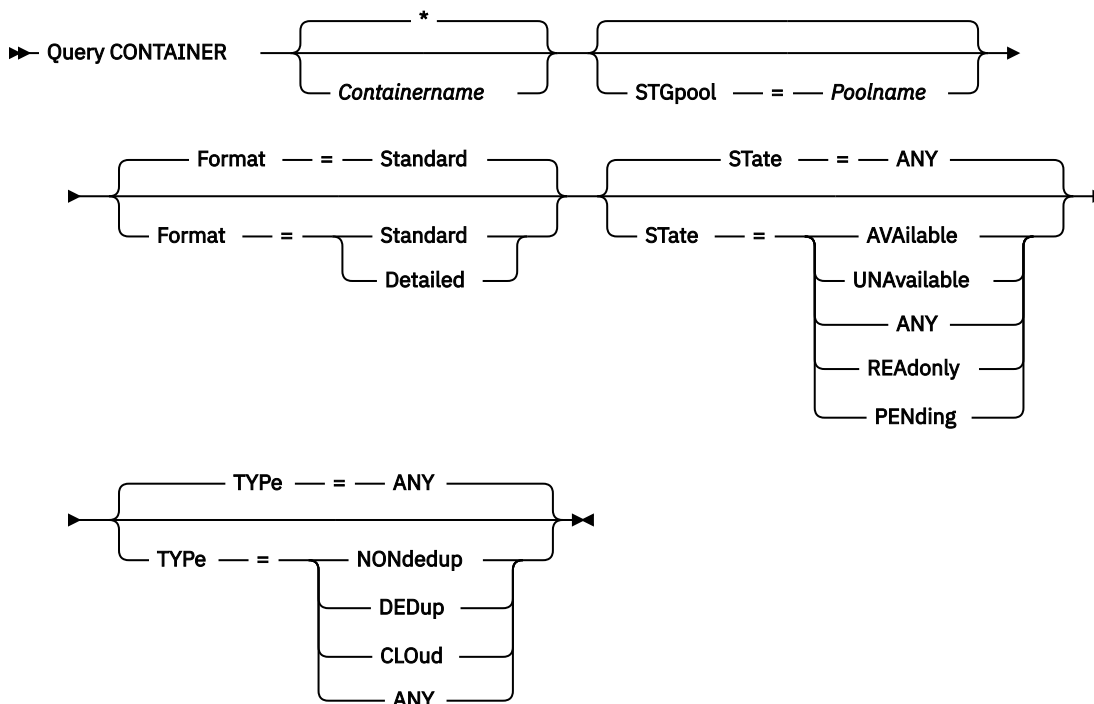 *
Query CONTAINER
Containername STGpool = Poolname
Format = Standard STate = ANY
Format = Standard STate = AVAilable
Detailed UNAvailable
ANY
REAdonly
PENding
TYPe = ANY
TYPe = NONdedup
DEDup
CLOud
ANY